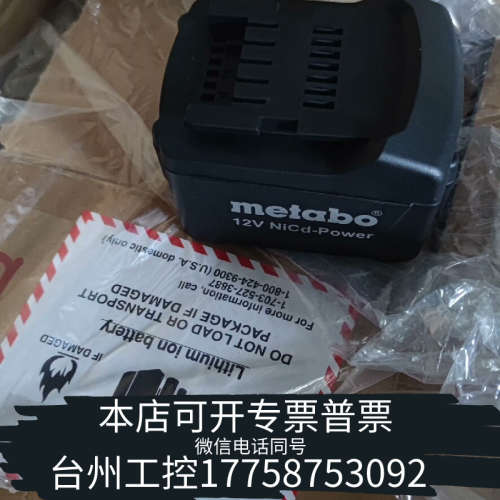 metabo®
12V NiCd-Power
IF DAMAGED
Lithium ion battery
DO NOT LOAD OR TRANSPORT
PACKAGE IF DAMAGED
For more information, call
1-703-527-3887
1-800-424-9300 (U.S.A. domestic only)
IF DAMAGED
本店可开专票普票
微信电话同号
台州工控17758753092